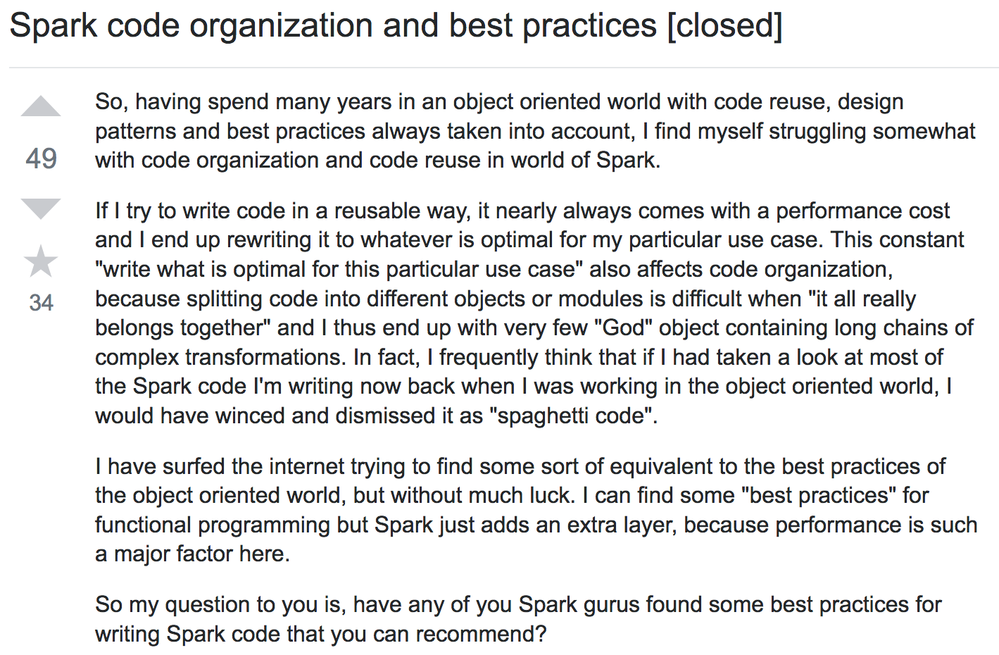 Spark code organization and best practices [closed]
So, having spend many years in an object oriented world with code reuse, design
patterns and best practices always taken into account, I find myself struggling somewhat
49
with code organization and code reuse in world of Spark.
If I try to write code in a reusable way, it nearly always comes with a performance cost
and I end up rewriting it to whatever is optimal for my particular use case. This constant
"write what is optimal for this particular use case" also affects code organization,
because splitting code into different objects or modules is difficult when "it all really
34
belongs together" and I thus end up with very few "God" object containing long chains of
complex transformations. In fact, I frequently think that if I had taken a look at most of
the Spark code I'm writing now back when I was working in the object oriented world, I
would have winced and dismissed it as "spaghetti code".
I have surfed the internet trying to find some sort of equivalent to the best practices of
the object oriented world, but without much luck. I can find some "best practices" for
functional programming but Spark just adds an extra layer, because performance is such
a major factor here.
So my question to you is, have any of you Spark gurus found some best practices for
writing Spark code that you can recommend?